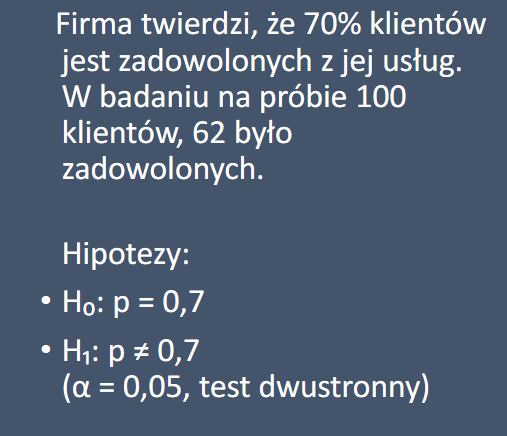 Firma twierdzi, że 70% klientów
jest zadowolonych z jej usług.
W badaniu na próbie 100
klientów, 62 było
zadowolonych.
Hipotezy:
• H₀: p = 0,7
• H₁: p ≠ 0,7
(α = 0,05, test dwustronny)